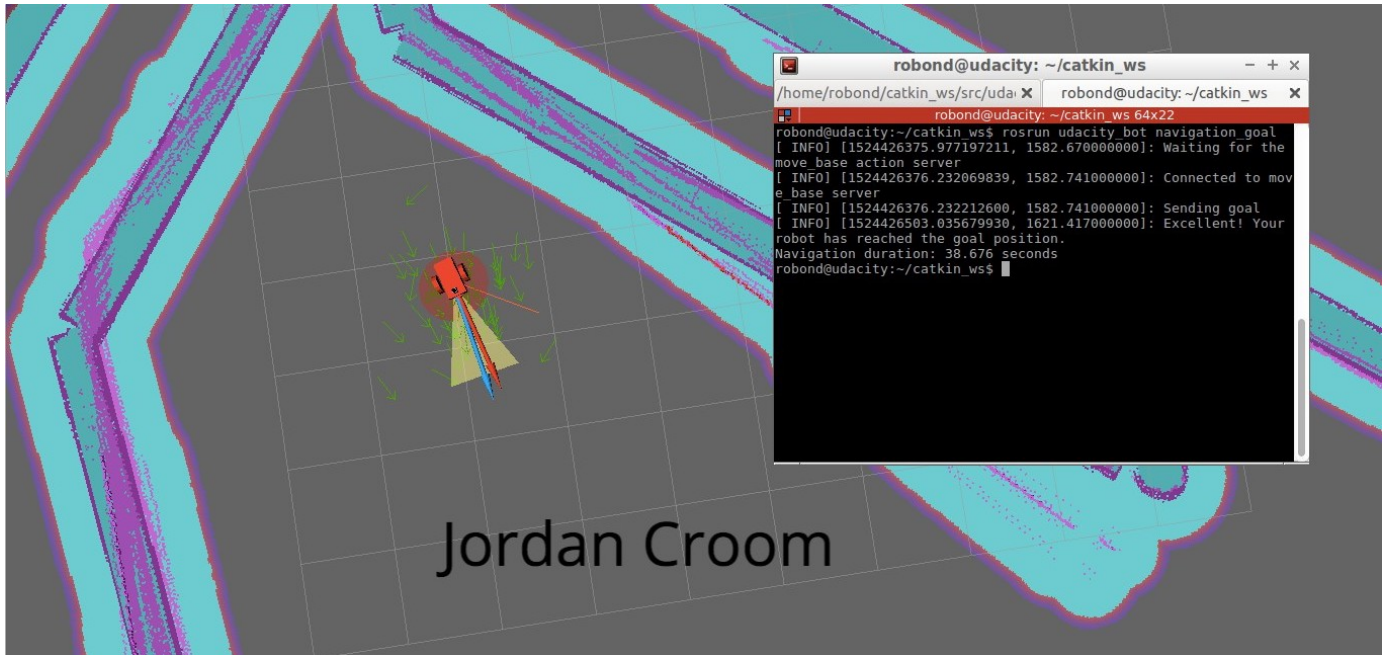 robond@udacity: ~/catkin_ws
/home/robond/catkin_ws/src/uda
robond@udacity: ~/catkin_ws
robond@udacity: ~/catkin_ws 64x22
robond@udacity:~/catkin_ws$ rosrun udacity_bot navigation_goal
[ INFO] [1524426375.977197211, 1582.670000000]: Waiting for the
move_base action server
[ INFO] [1524426376.232069839, 1582.741000000]: Connected to mov
e_base server
[ INFO] [1524426376.232212600, 1582.741000000]: Sending goal
[ INFO] [1524426503.035679930, 1621.417000000]: Excellent! Your
robot has reached the goal position.
Navigation duration: 38.676 seconds
robond@udacity:~/catkin_ws$
Jordan Croom